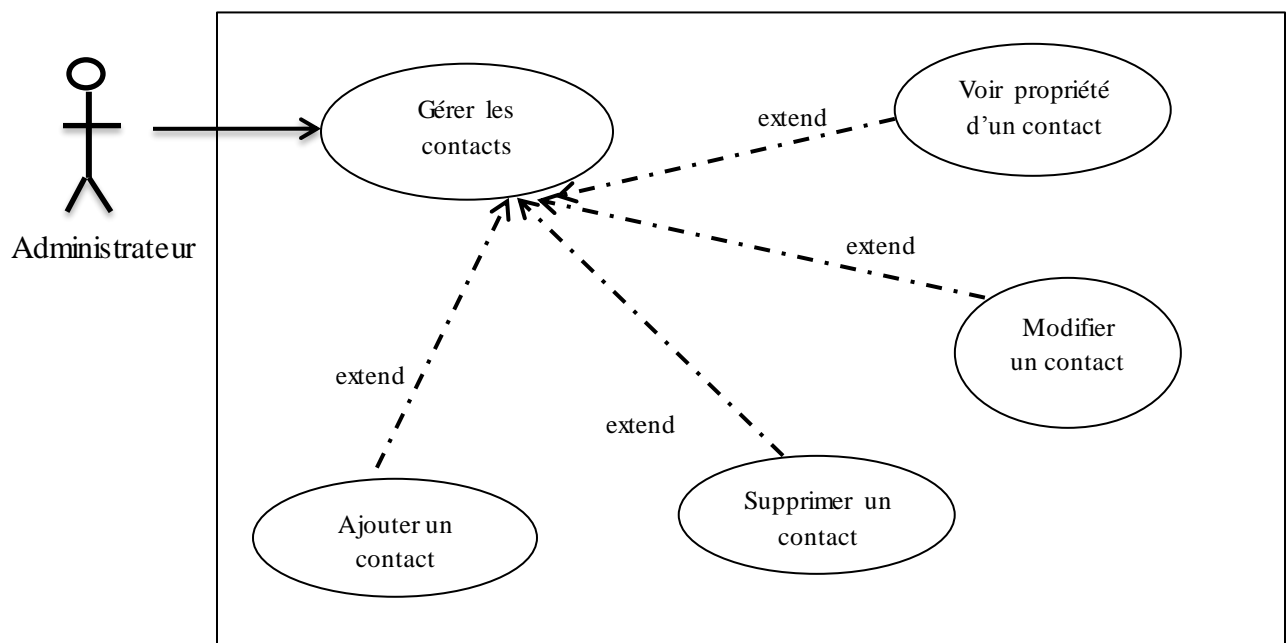 Gérer les
contacts
Voir propriété
d’un contact
extend
Administrateur
extend
Modifier
un contact
extend
extend
Supprimer un
contact
Ajouter un
contact